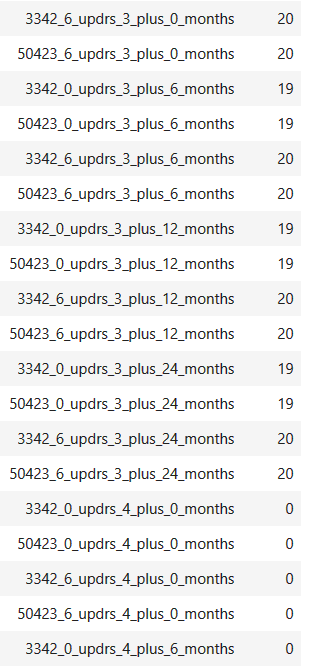 3342_6_updrs_3_plus_0_months 20
50423_6_updrs_3_plus_0_months 20
3342_0_updrs_3_plus_6_months 19
50423_0_updrs_3_plus_6_months 19
3342_6_updrs_3_plus_6_months 20
50423_6_updrs_3_plus_6_months 20
3342_0_updrs_3_plus_12_months 19
50423_0_updrs_3_plus_12_months 19
3342_6_updrs_3_plus_12_months 20
50423_6_updrs_3_plus_12_months 20
3342_0_updrs_3_plus_24_months 19
50423_0_updrs_3_plus_24_months 19
3342_6_updrs_3_plus_24_months 20
50423_6_updrs_3_plus_24_months 20
3342_0_updrs_4_plus_0_months 0
50423_0_updrs_4_plus_0_months 0
3342_6_updrs_4_plus_0_months 0
50423_6_updrs_4_plus_0_months 0
3342_0_updrs_4_plus_6_months 0